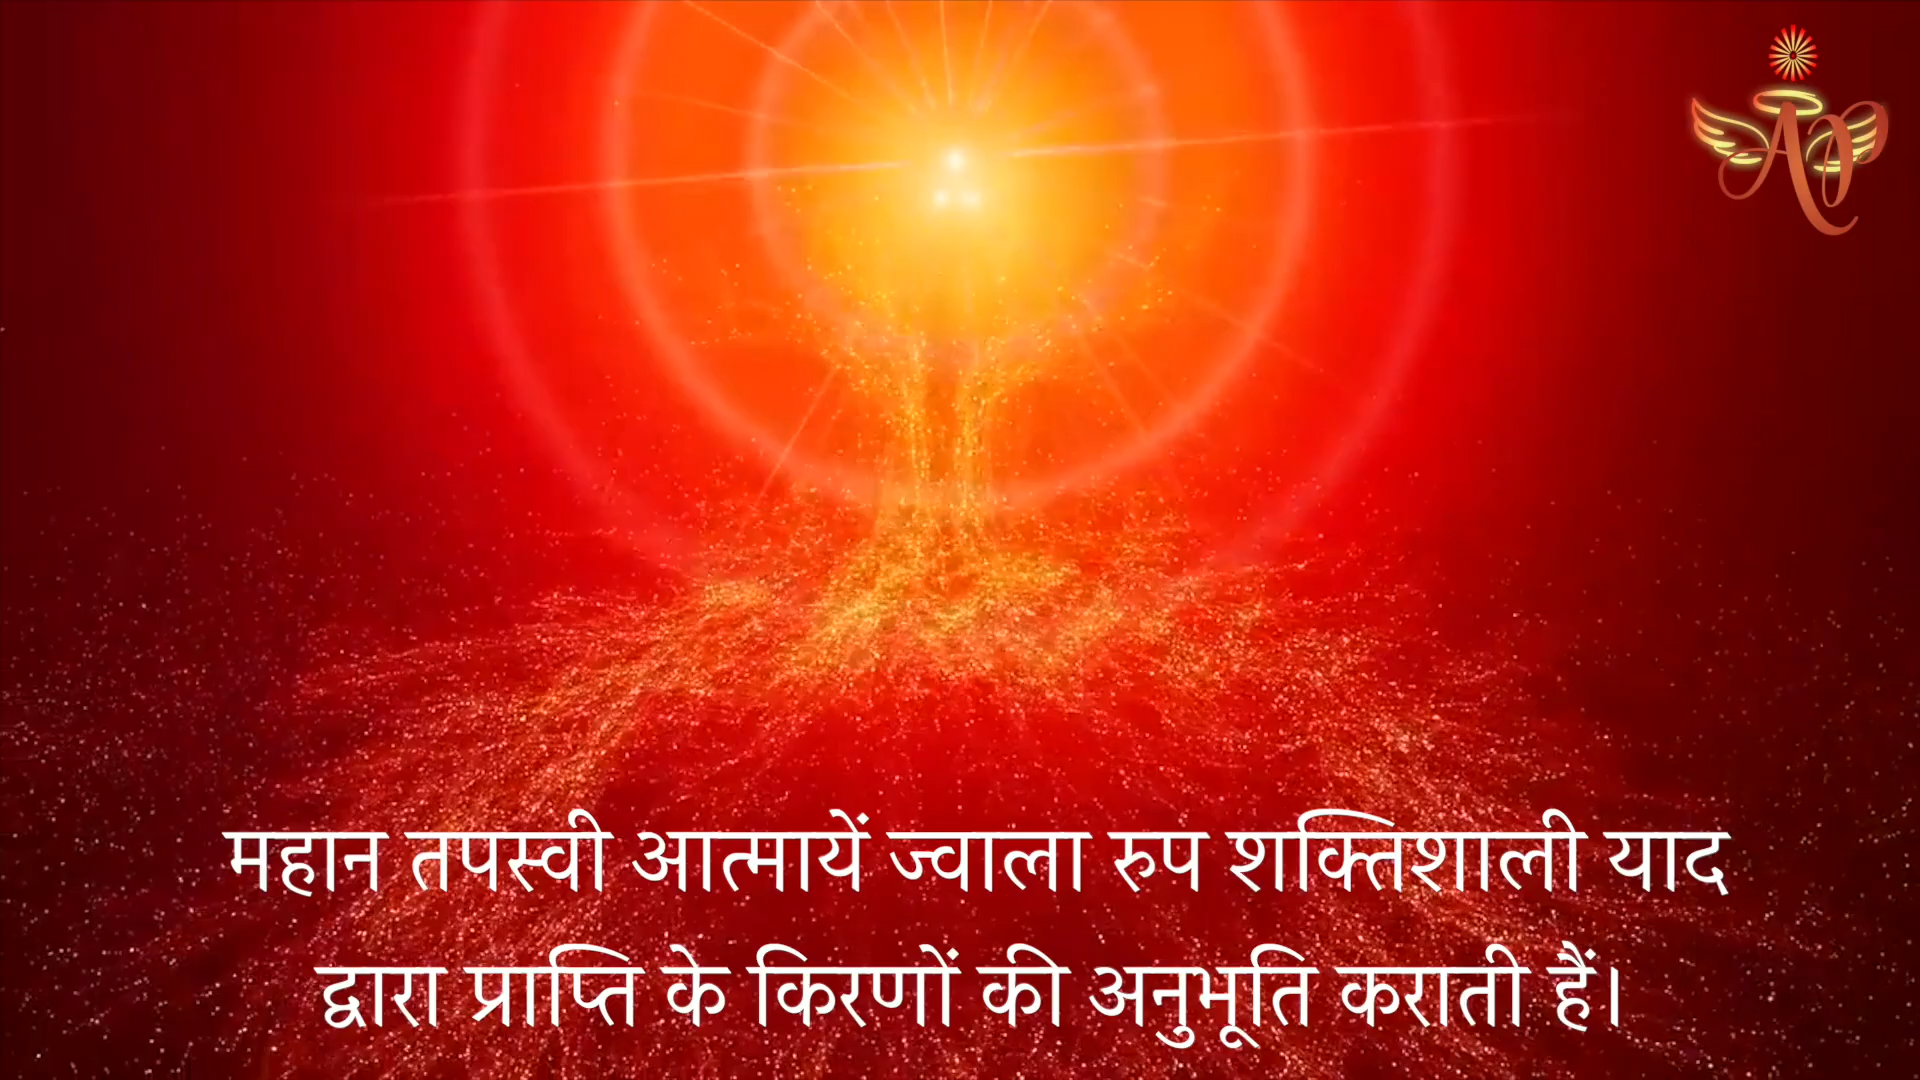 महान तपस्वी आत्मायें ज्वाला रुप शक्तिशाली याद
द्वारा प्राप्ति के किरणों की अनुभूति कराती हैं।